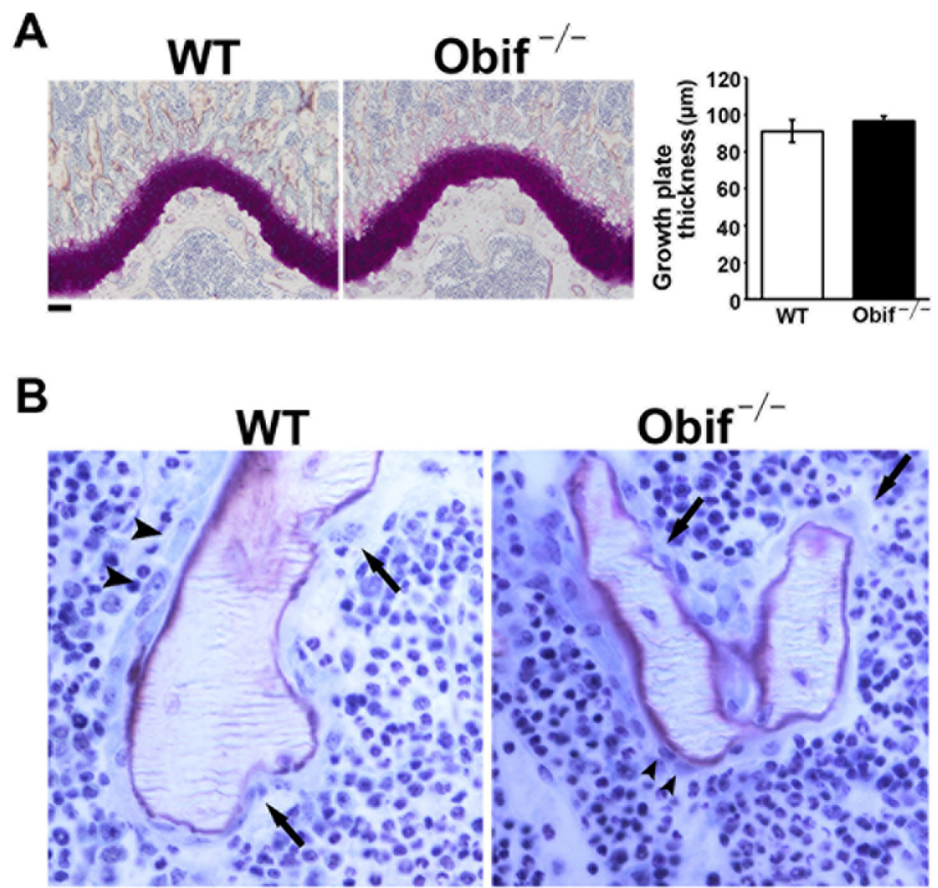 A
WT
Obif −/−
Growth plate
thickness (µm)
120
100
80
60
40
20
0
WT
Obif −/−
B
WT
Obif −/−